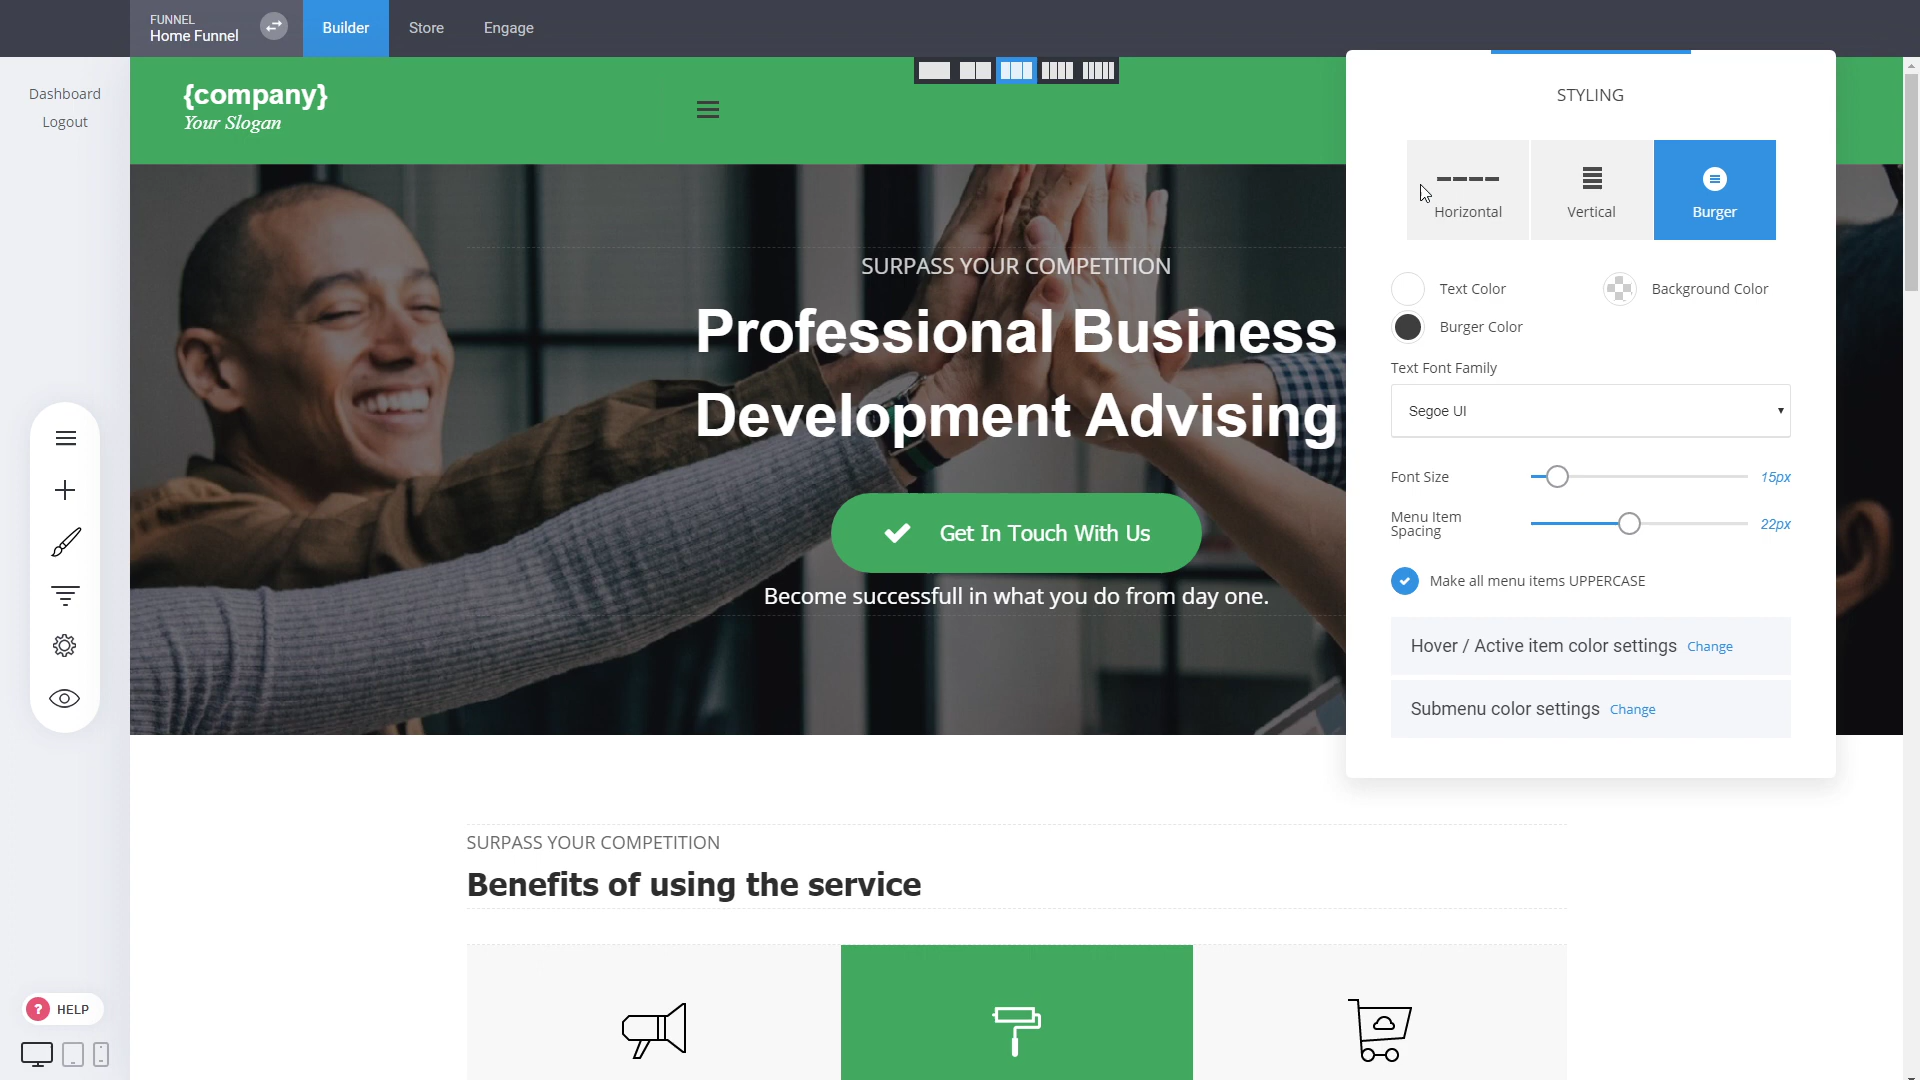 FUNNEL
Home Funnel
Builder
Store
Engage
Dashboard
Logout
{company}
Your Slogan
SURPASS YOUR COMPETITION
Professional Business
Development Advising
Get In Touch With Us
Become successfull in what you do from day one.
STYLING
Horizontal
Vertical
Burger
Text Color
Background Color
Burger Color
Text Font Family
Segoe UI
Font Size
15px
Menu Item
Spacing
22px
Make all menu items UPPERCASE
Hover / Active item color settings Change
Submenu color settings Change
SURPASS YOUR COMPETITION
Benefits of using the service
? HELP